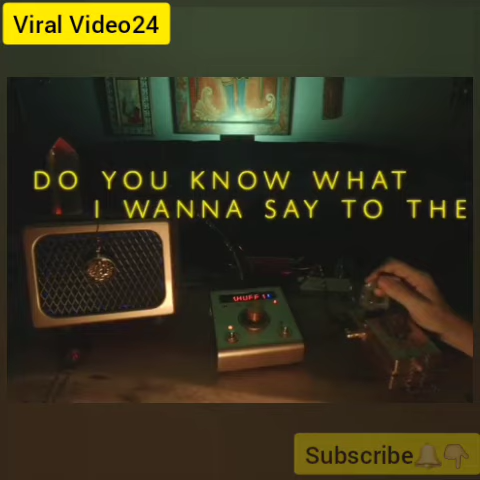 Viral Video24
DO YOU KNOW WHAT
I WANNA SAY TO THE
Subscribe🔔👇